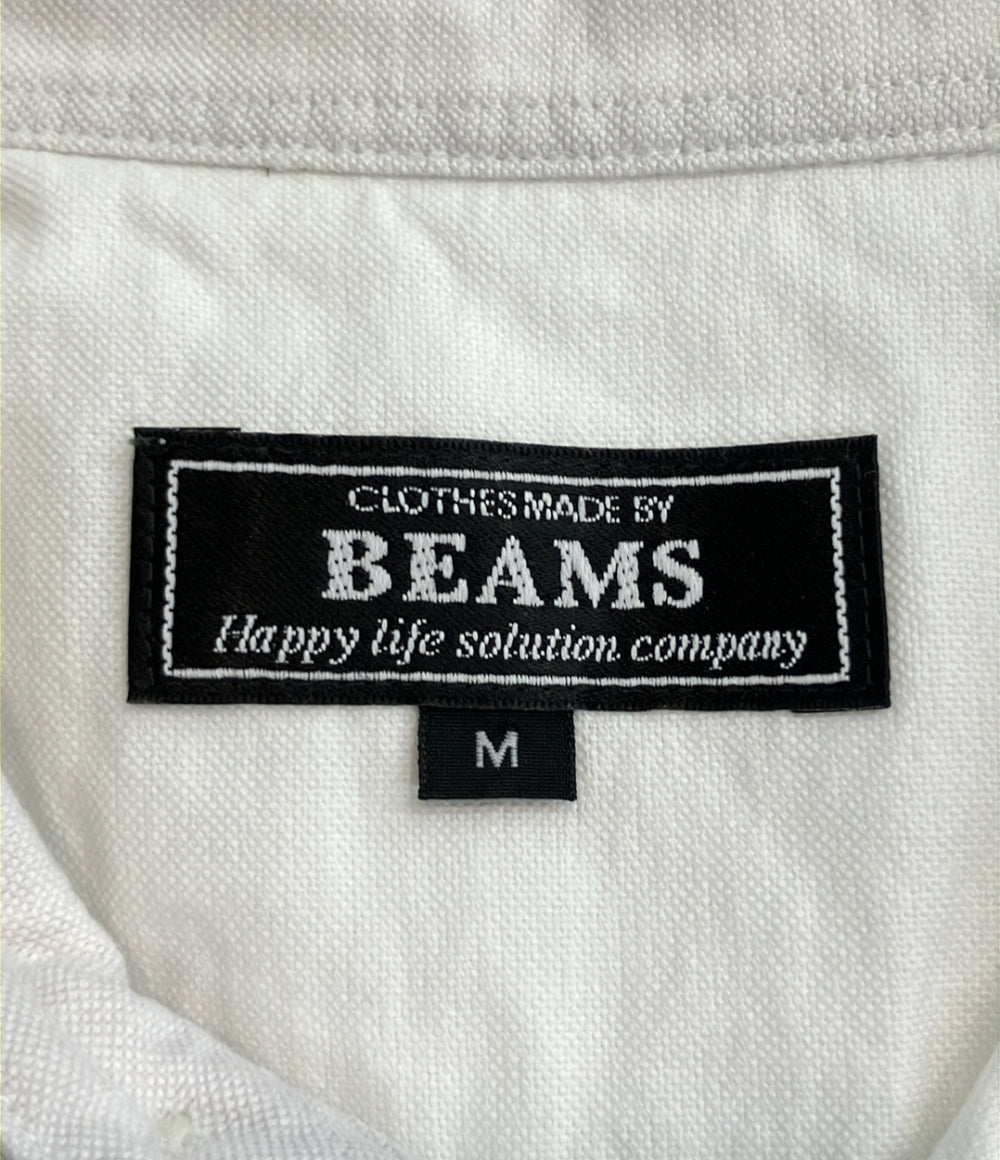 CLOTHES MADE BY
BEAMS
Happy life solution company
M